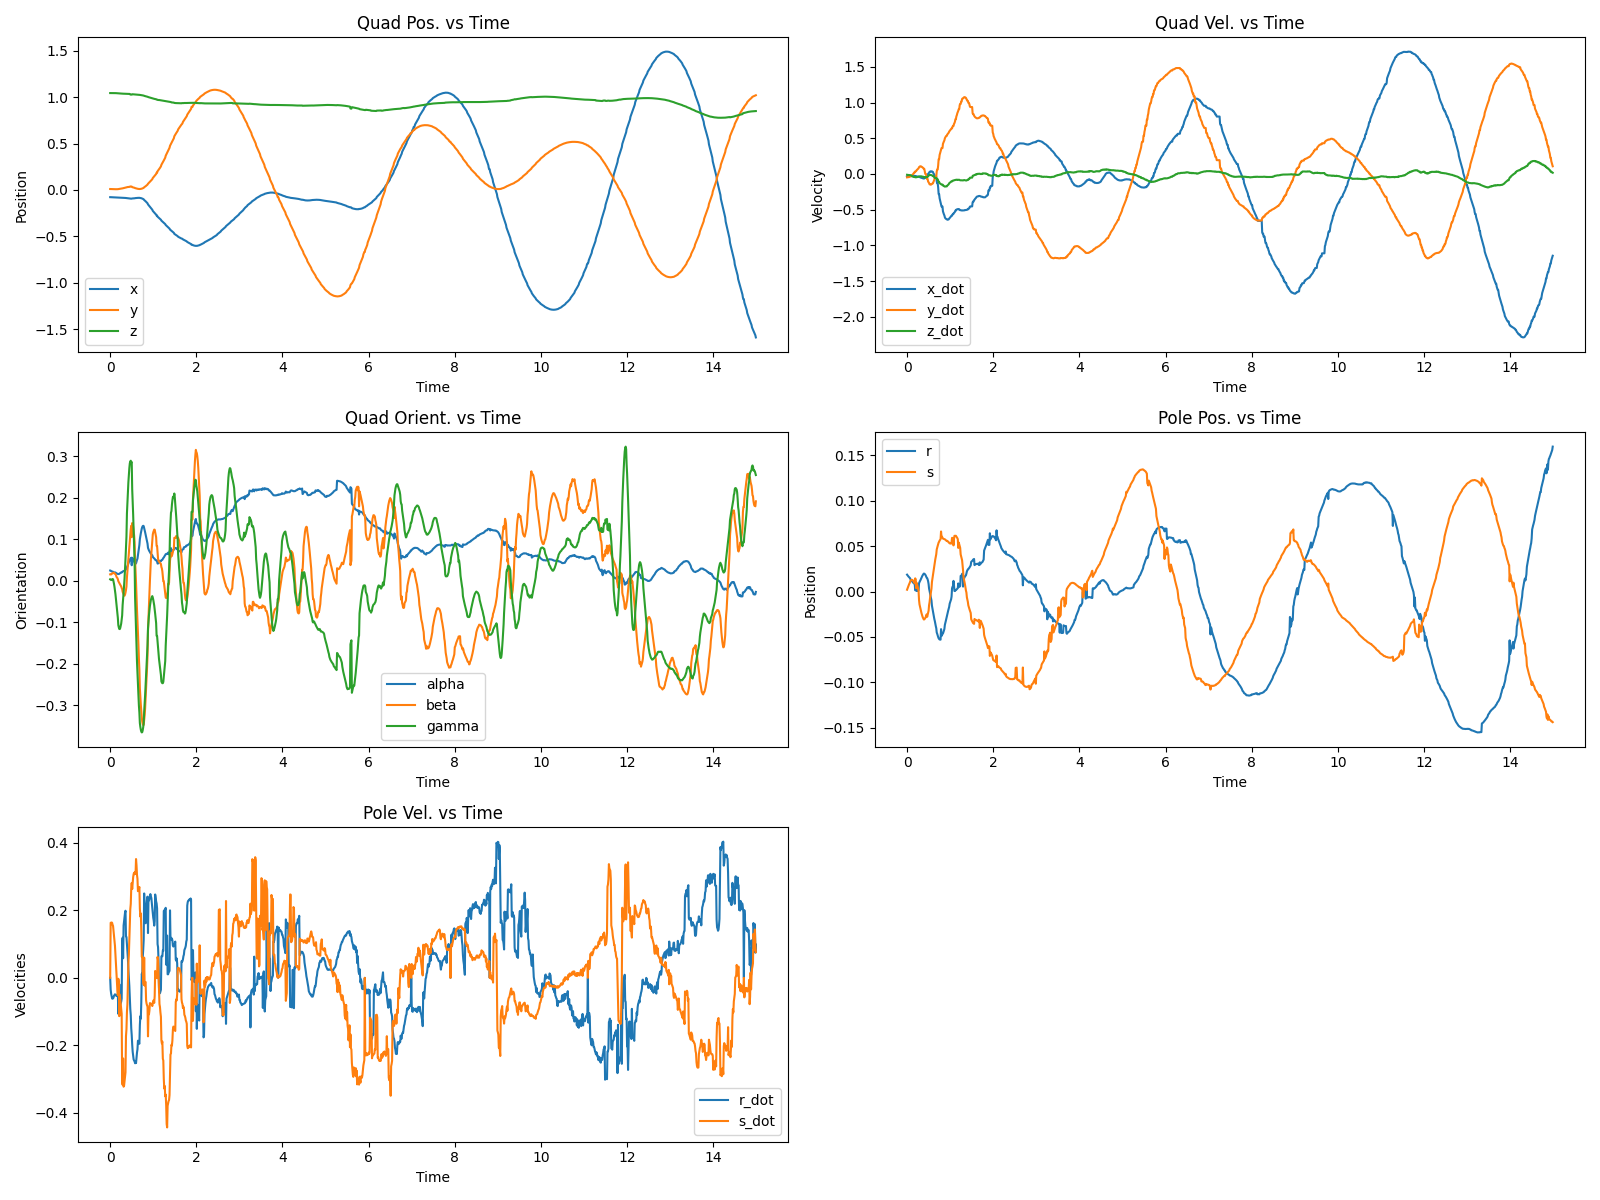 Quad Pos. vs Time
Position
1.5
1.0
0.5
0.0
−0.5
−1.0
−1.5
x
y
z
0 2 4 6 8 10 12 14
Time
Quad Vel. vs Time
Velocity
1.5
1.0
0.5
0.0
−0.5
−1.0
−1.5
−2.0
x_dot
y_dot
z_dot
0 2 4 6 8 10 12 14
Time
Quad Orient. vs Time
Orientation
0.3
0.2
0.1
0.0
−0.1
−0.2
−0.3
alpha
beta
gamma
0 2 4 6 8 10 12 14
Time
Pole Pos. vs Time
Position
0.15
0.10
0.05
0.00
−0.05
−0.10
−0.15
r
s
0 2 4 6 8 10 12 14
Time
Pole Vel. vs Time
Velocities
0.4
0.2
0.0
−0.2
−0.4
r_dot
s_dot
0 2 4 6 8 10 12 14
Time